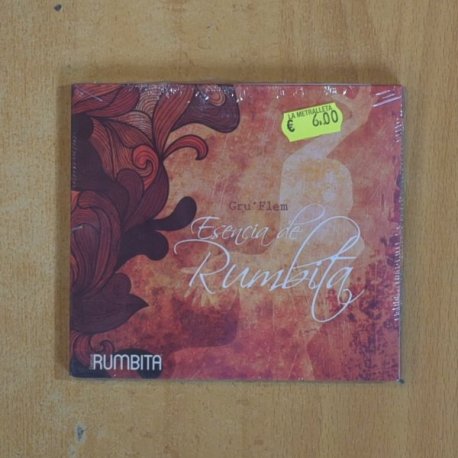 LA METRALLETA
€ 6.00
Gru'Flem
Esencia de
Rumbita
RUMBITA